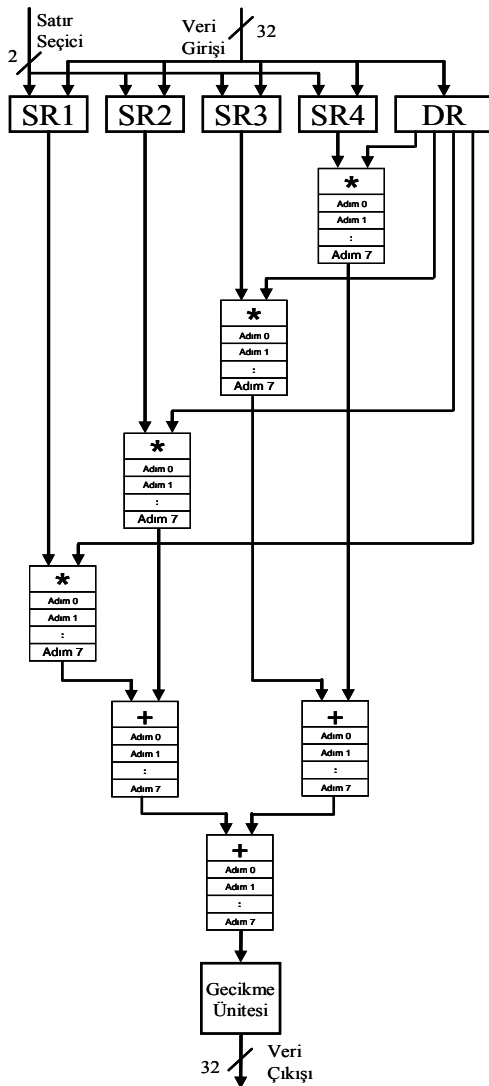 Satır
Seçici
Veri
Girişi
2
32
SR1
SR2
SR3
SR4
DR
*
Adım 0
Adım 1
:
Adım 7
*
Adım 0
Adım 1
:
Adım 7
*
Adım 0
Adım 1
:
Adım 7
*
Adım 0
Adım 1
:
Adım 7
+
Adım 0
Adım 1
:
Adım 7
+
Adım 0
Adım 1
:
Adım 7
+
Adım 0
Adım 1
:
Adım 7
Gecikme
Ünitesi
32
Veri
Çıkışı